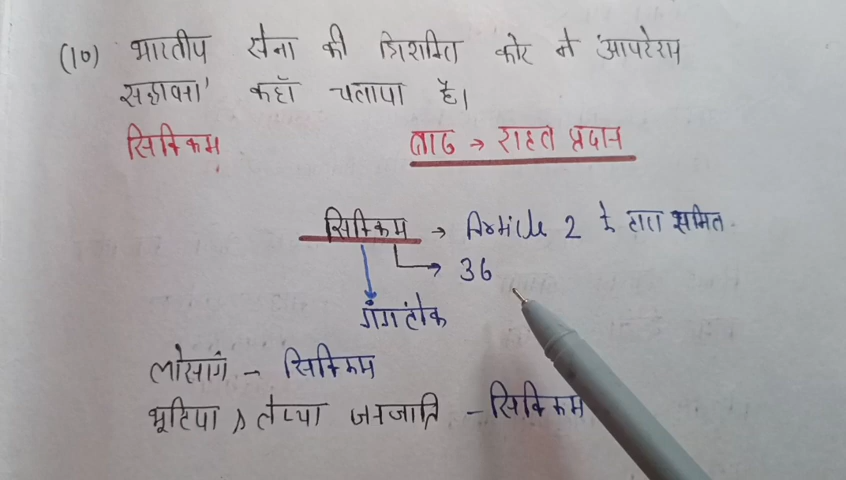 (10) भारतीय सेना की त्रिशक्ति कोर ने 'आपरेशन
सद्भावना' कहाँ चलाया है।
सिक्किम
बाढ → राहत प्रदान
सिक्किम → Article 2 के द्वारा
→ 36
गंगटोक
लोसांग - सिक्किम
भूटिया, लेप्चा जनजाति - सिक्किम